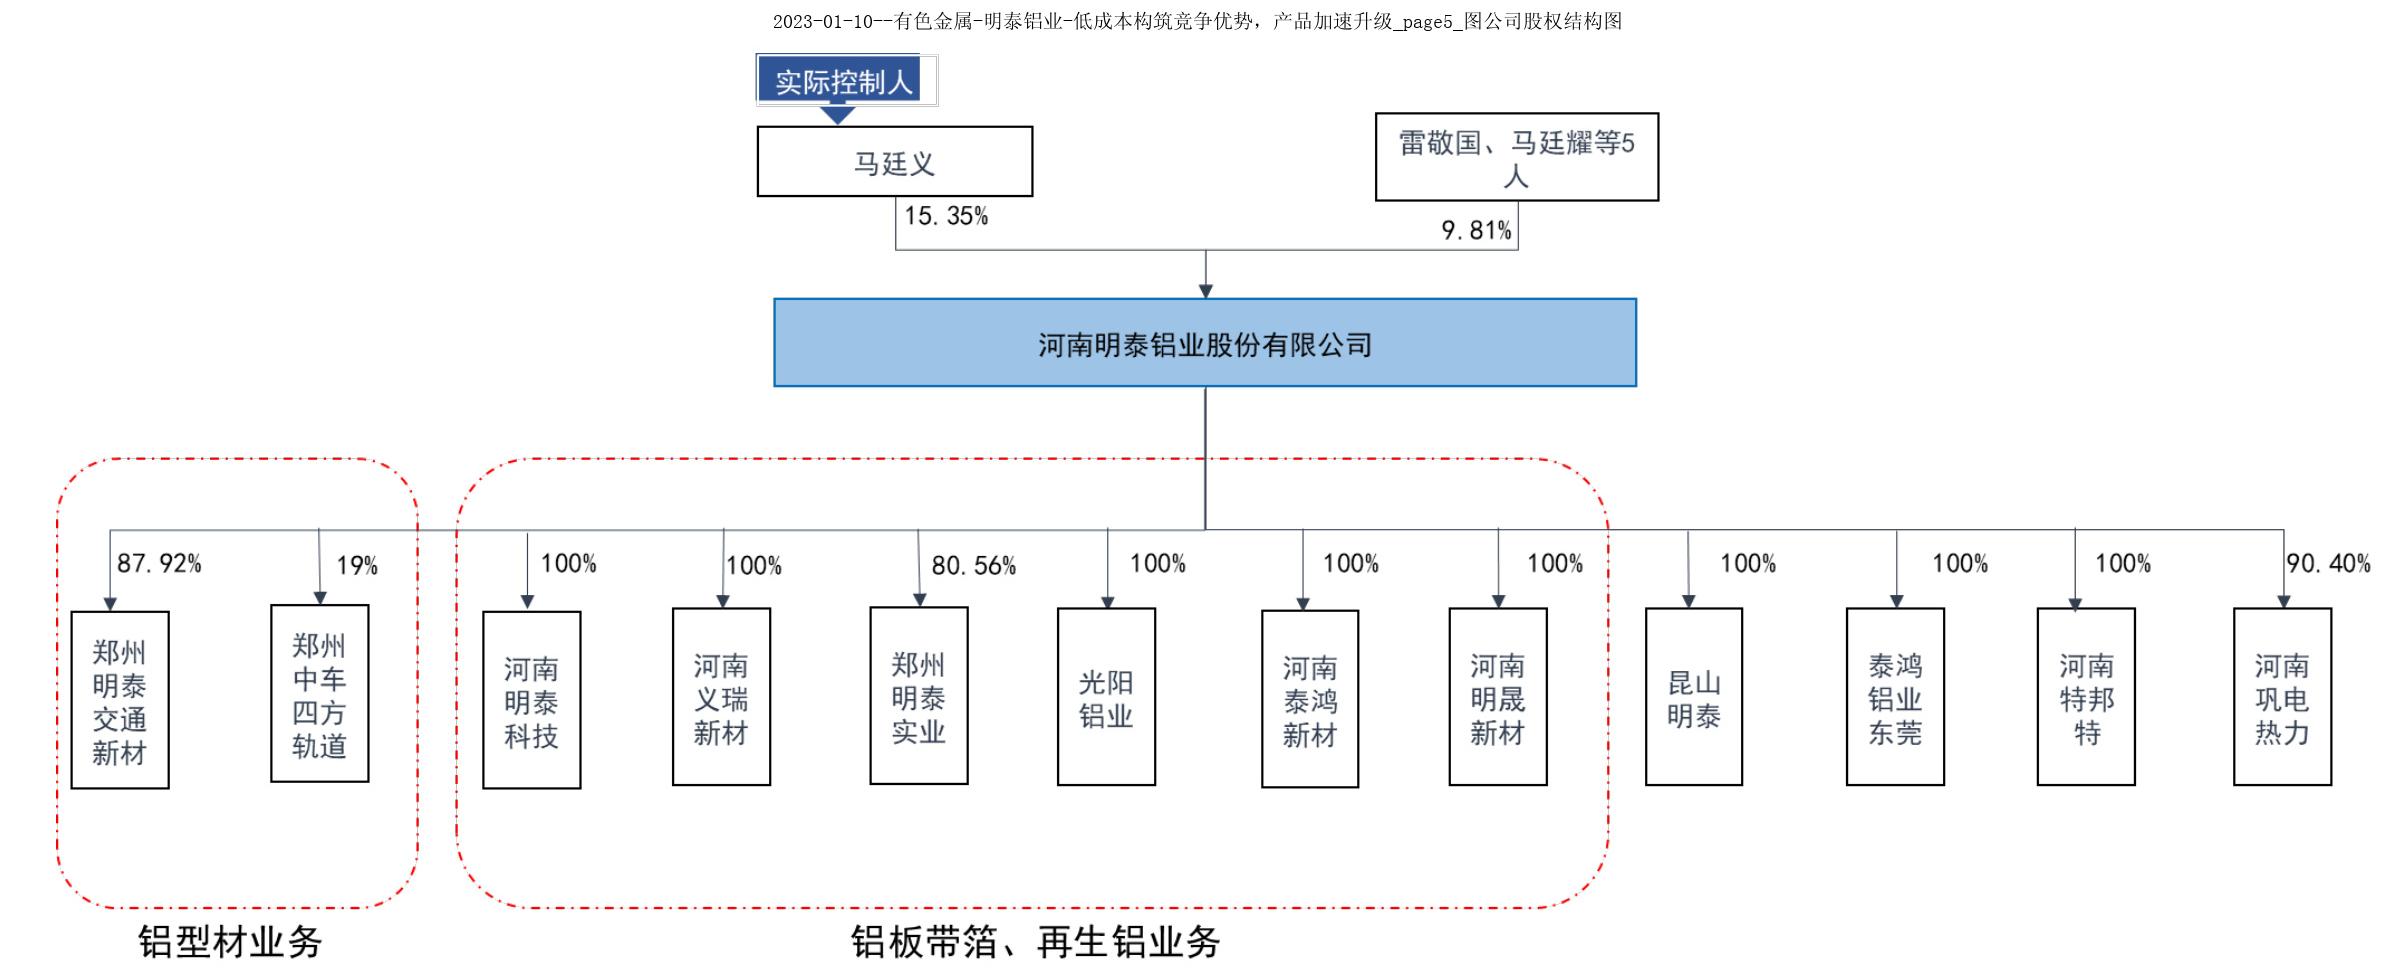 2023-01-10--有色金属-明泰铝业-低成本构筑竞争优势，产品加速升级_page5_图公司股权结构图
实际控制人
马廷义
雷敬国、马廷耀等5
人
15.35%
9.81%
河南明泰铝业股份有限公司
87.92%
19%
100%
100%
80.56%
100%
100%
100%
100%
100%
100%
90.40%
郑州
明泰
交通
新材
郑州
中车
四方
轨道
河南
明泰
科技
河南
义瑞
新材
郑州
明泰
实业
光阳
铝业
河南
泰鸿
新材
河南
明晟
新材
昆山
明泰
泰鸿
铝业
东莞
河南
特邦
特
河南
巩电
热力
铝型材业务
铝板带箔、再生铝业务